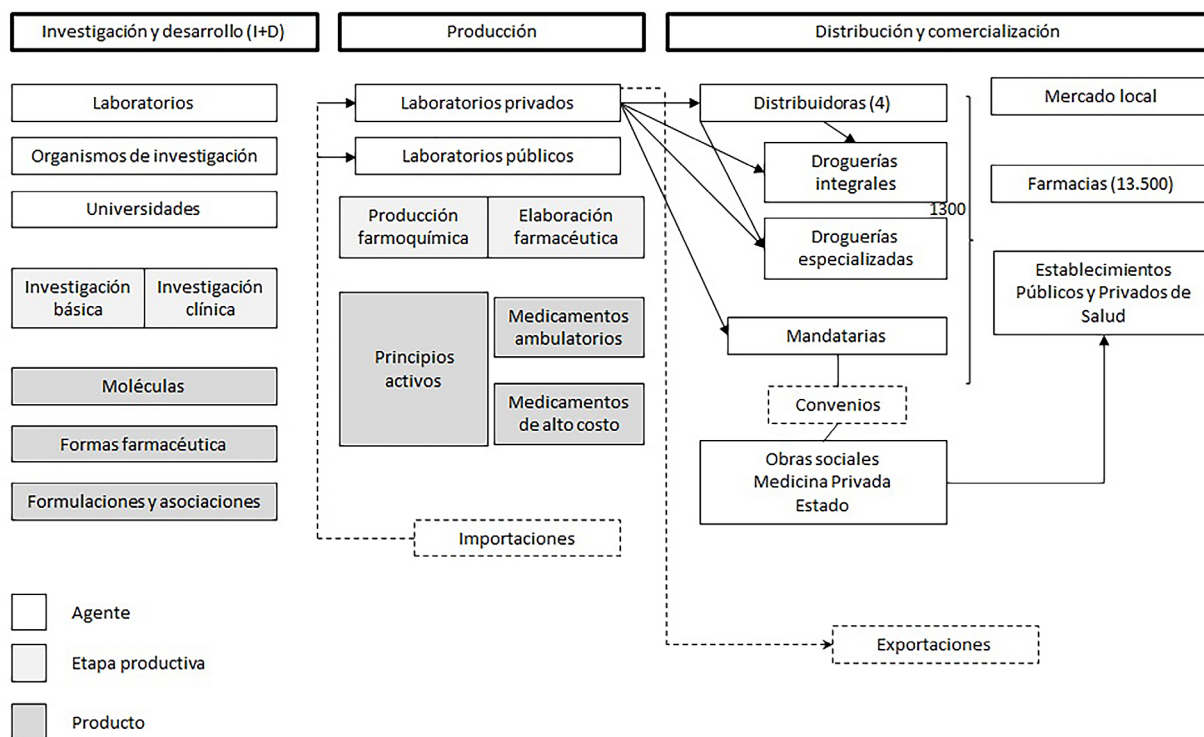 Investigación y desarrollo (I+D)
Producción
Distribución y comercialización
Laboratorios
Organismos de investigación
Universidades
Investigación
básica
Investigación
clínica
Moléculas
Formas farmacéutica
Formulaciones y asociaciones
Laboratorios privados
Laboratorios públicos
Producción
farmoquímica
Elaboración
farmacéutica
Principios
activos
Medicamentos
ambulatorios
Medicamentos
de alto costo
Importaciones
Distribuidoras (4)
Droguerías
integrales
Droguerías
especializadas
1300
Mandatarias
Convenios
Obras sociales
Medicina Privada
Estado
Exportaciones
Mercado local
Farmacias (13.500)
Establecimientos
Públicos y Privados de
Salud
Agente
Etapa productiva
Producto